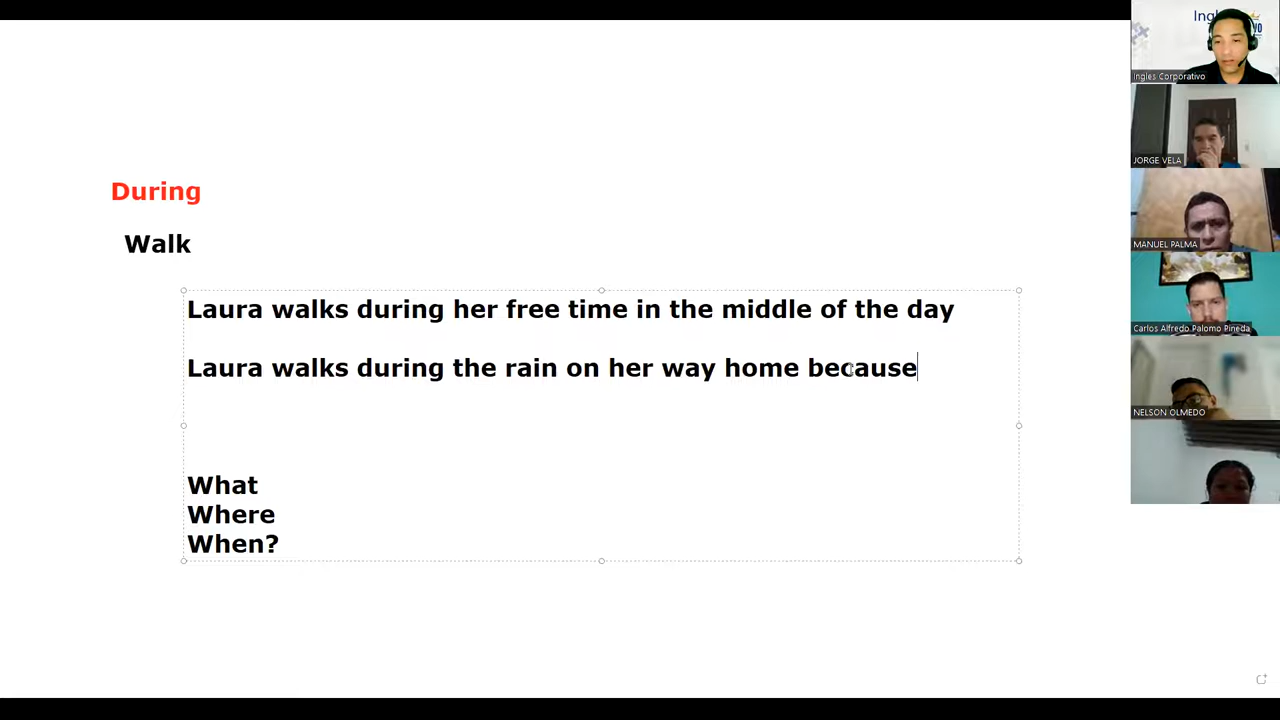 During
Walk
Laura walks during her free time in the middle of the day
Laura walks during the rain on her way home because
What
Where
When?
Ingles Corporativo
JORGE VELA
MANUEL PALMA
Carlos Alfredo Palomo Pineda
NELSON OLMEDO